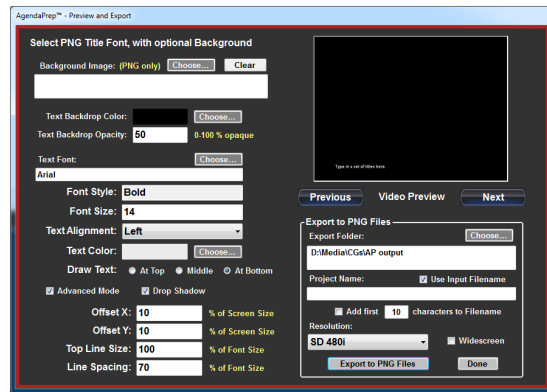 AgendaPrep™ - Preview and Export
Select PNG Title Font, with optional Background
Background Image: (PNG only) Choose... Clear
Text Backdrop Color: Choose...
Text Backdrop Opacity: 50 0-100 % opaque
Text Font: Choose...
Arial
Font Style: Bold
Font Size: 14
Text Alignment: Left
Text Color: Choose...
Draw Text: At Top Middle At Bottom
Advanced Mode Drop Shadow
Offset X: 10 % of Screen Size
Offset Y: 10 % of Screen Size
Top Line Size: 100 % of Font Size
Line Spacing: 70 % of Font Size
Type in a set of titles here.
Previous Video Preview Next
Export to PNG Files
Export Folder: Choose...
D:\Media\CGs\AP output
Project Name: Use Input Filename
Add first 10 characters to Filename
Resolution:
SD 480i Widescreen
Export to PNG Files Done